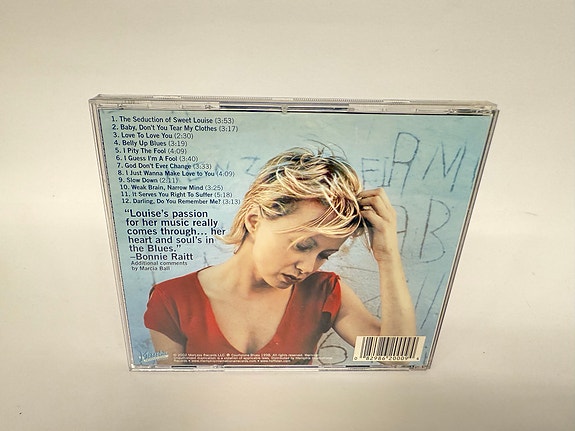 1. The Seduction of Sweet Louise (3:53)
2. Baby, Don't You Tear My Clothes (3:17)
3. Love To Love You (2:30)
4. Belly Up Blues (3:19)
5. I Pity The Fool (4:09)
6. I Guess I'm A Fool (3:40)
7. God Don't Ever Change (3:33)
8. I Just Wanna Make Love to You (4:09)
9. Slow Down (2:11)
10. Weak Brain, Narrow Mind (3:25)
11. It Serves You Right To Suffer (5:18)
12. Darling, Do You Remember Me? (3:13)
"Louise's passion
for her music really
comes through... her
heart and soul's in
the Blues."
–Bonnie Raitt
Additional comments
by Marcia Ball
0 82986 20009 4